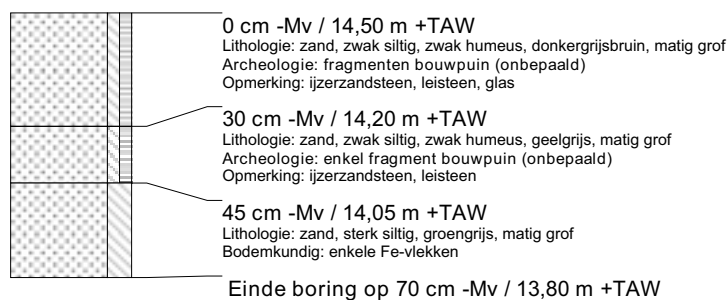 0 cm -Mv / 14,50 m +TAW
Lithologie: zand, zwak siltig, zwak humeus, donkergrijsbruin, matig grof
Archeologie: fragmenten bouwpuin (onbepaald)
Opmerking: ijzerzandsteen, leisteen, glas
30 cm -Mv / 14,20 m +TAW
Lithologie: zand, zwak siltig, zwak humeus, geelgrijs, matig grof
Archeologie: enkel fragment bouwpuin (onbepaald)
Opmerking: ijzerzandsteen, leisteen
45 cm -Mv / 14,05 m +TAW
Lithologie: zand, sterk siltig, groengrijs, matig grof
Bodemkundig: enkele Fe-vlekken
Einde boring op 70 cm -Mv / 13,80 m +TAW